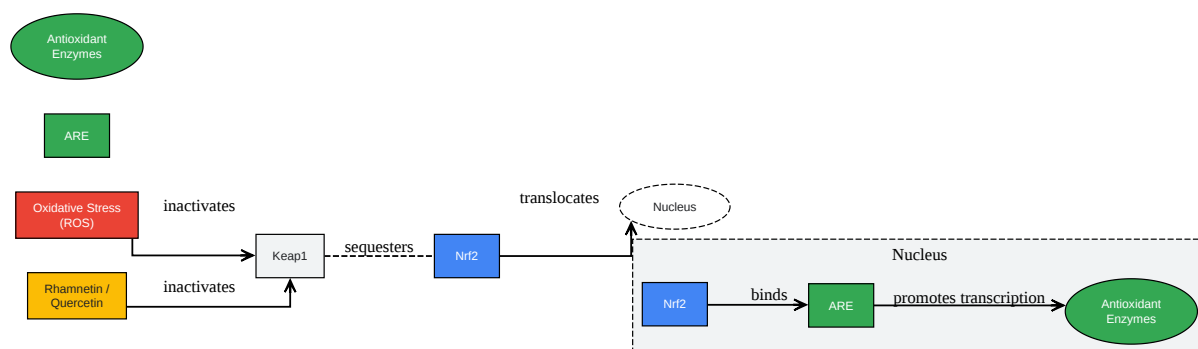 Antioxidant
Enzymes
ARE
Oxidative Stress
(ROS)
inactivates
translocates
Nucleus
Keap1
sequesters
Nrf2
Rhamnetin /
Quercetin
inactivates
Nucleus
Nrf2
binds
ARE
promotes transcription
Antioxidant
Enzymes